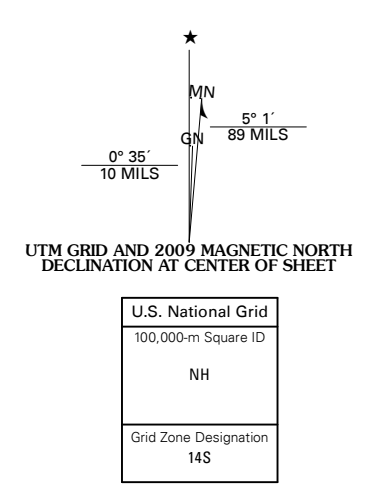 ★
MN
GN
5° 1´
89 MILS
0° 35´
10 MILS
UTM GRID AND 2009 MAGNETIC NORTH
DECLINATION AT CENTER OF SHEET
U.S. National Grid
100,000-m Square ID
NH
Grid Zone Designation
14S